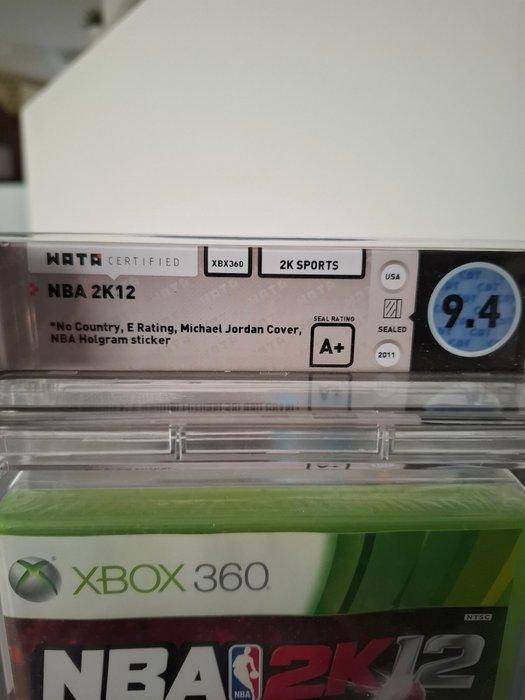 WATA CERTIFIED
XBX360
2K SPORTS
USA
NBA 2K12
9.4
SEALED
*No Country, E Rating, Michael Jordan Cover,
NBA Holgram sticker
SEAL RATING
A+
2011
XBOX 360
NTSC
NBA 2K12
NBA